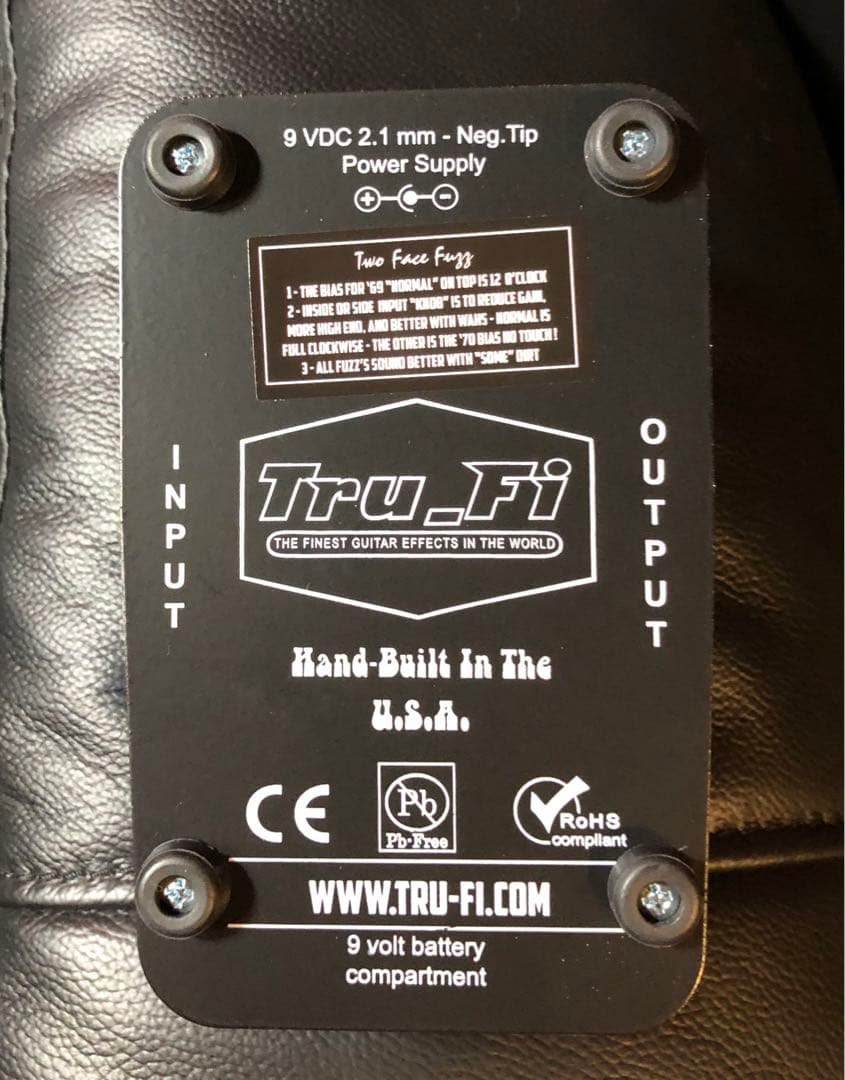 9 VDC 2.1 mm - Neg.Tip
Power Supply
Two Face Fuzz
1 - THE BIAS FOR '69 "NORMAL" ON TOP IS 12 O'CLOCK
2 - INSIDE OR SIDE INPUT "KNOB" IS TO REDUCE GAIN,
MORE HIGH END, AND BETTER WITH WAHS - NORMAL IS
FULL CLOCKWISE - THE OTHER IS THE '70 BIAS NO TOUCH!
3 - ALL FUZZ'S SOUND BETTER WITH "SOME" DIRT
INPUT
OUTPUT
Tru_Fi
THE FINEST GUITAR EFFECTS IN THE WORLD
Hand-Built In The
U.S.A.
CE
Pb
Pb-Free
RoHS
compliant
WWW.TRU-FI.COM
9 volt battery
compartment